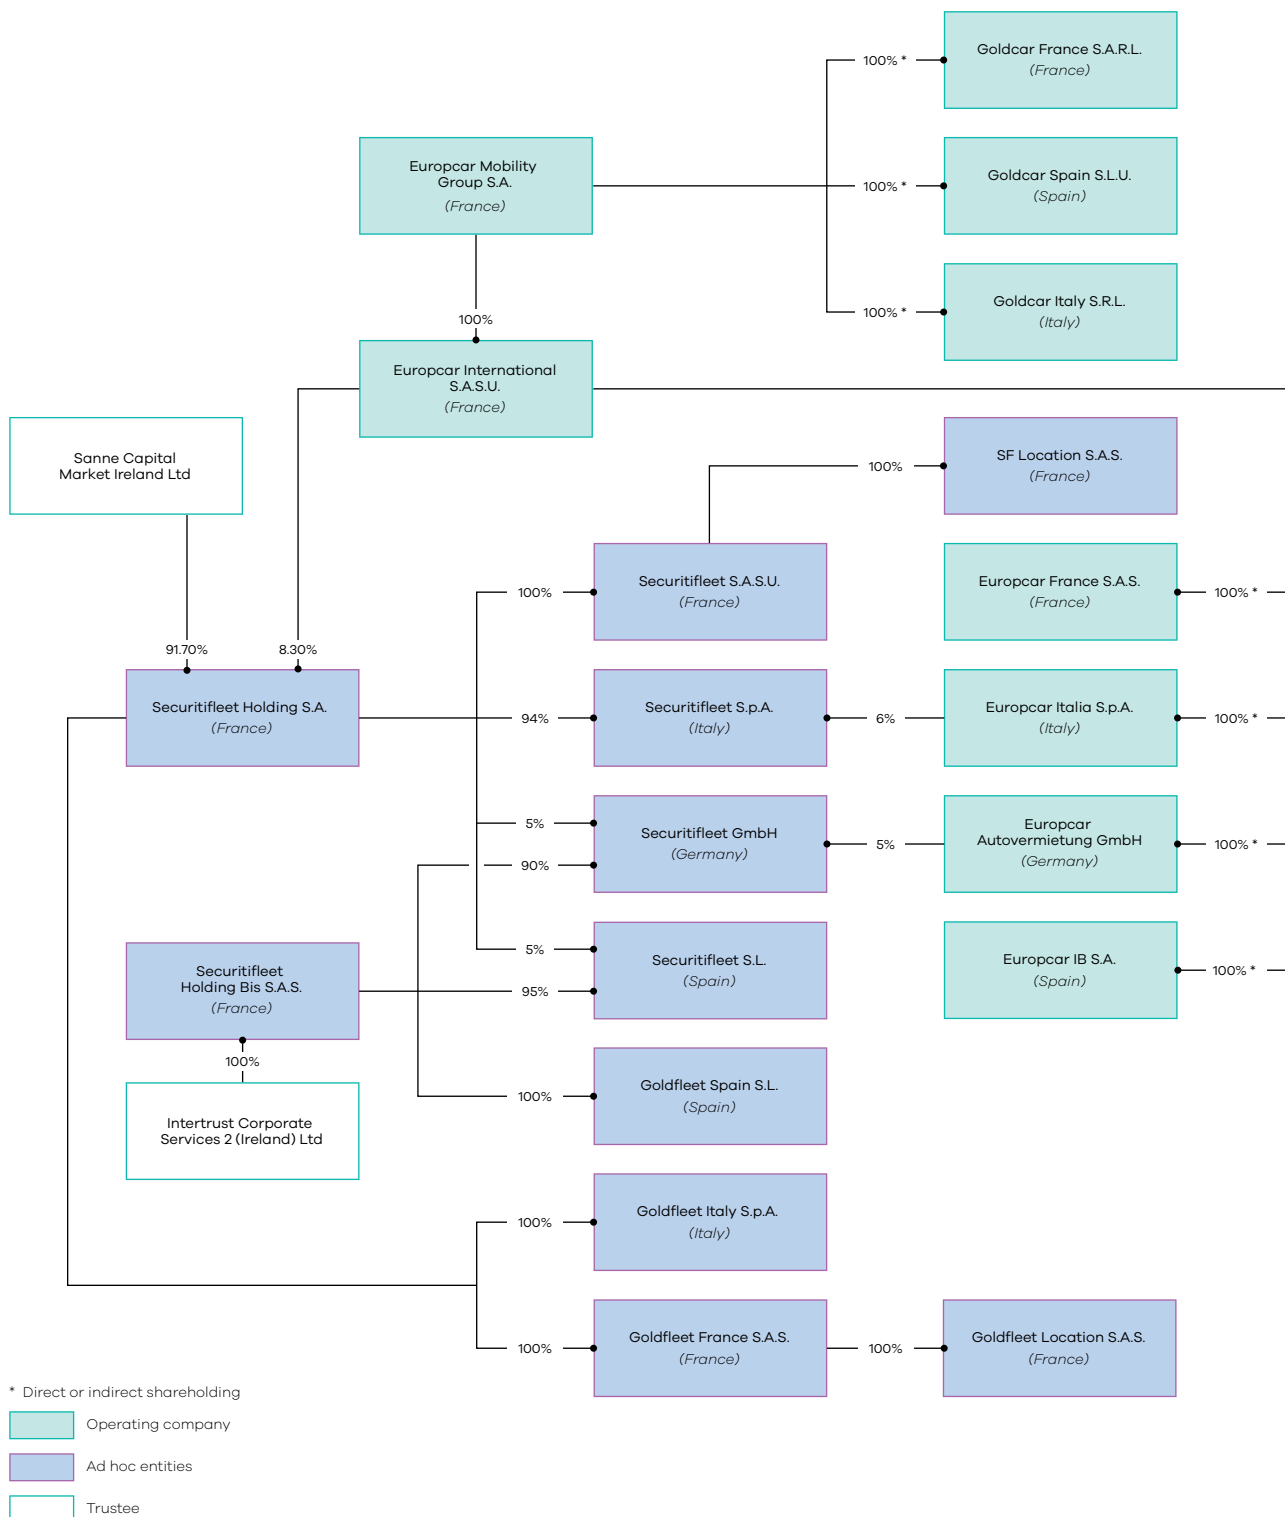 100% *
Goldcar France S.A.R.L.
(France)
Europcar Mobility
Group S.A.
(France)
100% *
Goldcar Spain S.L.U.
(Spain)
100% *
Goldcar Italy S.R.L.
(Italy)
100%
Europcar International
S.A.S.U.
(France)
Sanne Capital
Market Ireland Ltd
100%
SF Location S.A.S.
(France)
100%
Securitifleet S.A.S.U.
(France)
Europcar France S.A.S.
(France)
100% *
91.70%
8.30%
Securitifleet Holding S.A.
(France)
94%
Securitifleet S.p.A.
(Italy)
6%
Europcar Italia S.p.A.
(Italy)
100% *
5%
90%
Securitifleet GmbH
(Germany)
5%
Europcar
Autovermietung GmbH
(Germany)
100% *
Securitifleet
Holding Bis S.A.S.
(France)
5%
95%
Securitifleet S.L.
(Spain)
Europcar IB S.A.
(Spain)
100% *
100%
Intertrust Corporate
Services 2 (Ireland) Ltd
100%
Goldfleet Spain S.L.
(Spain)
100%
Goldfleet Italy S.p.A.
(Italy)
100%
Goldfleet France S.A.S.
(France)
100%
Goldfleet Location S.A.S.
(France)
* Direct or indirect shareholding
Operating company
Ad hoc entities
Trustee